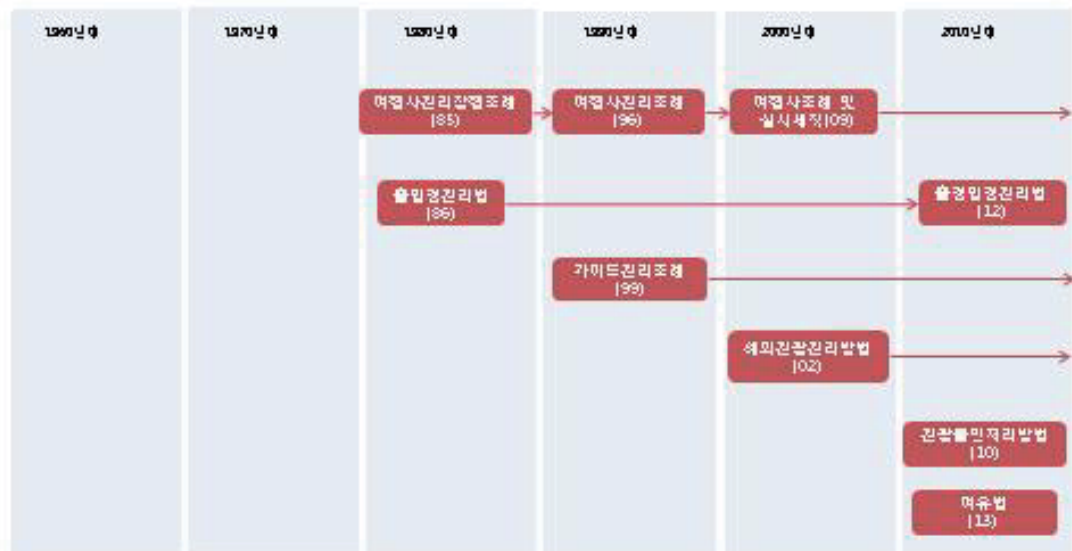 1960년대
1970년대
1980년대
1990년대
2000년대
2010년대
여행사관리잠행조례
(85)
여행사관리조례
(96)
여행사조례 및
실시세칙(09)
출입경관리법
(86)
출경입경관리법
(12)
가이드관리조례
(99)
해외관광관리방법
(02)
관광불만처리방법
(10)
여유법
(13)